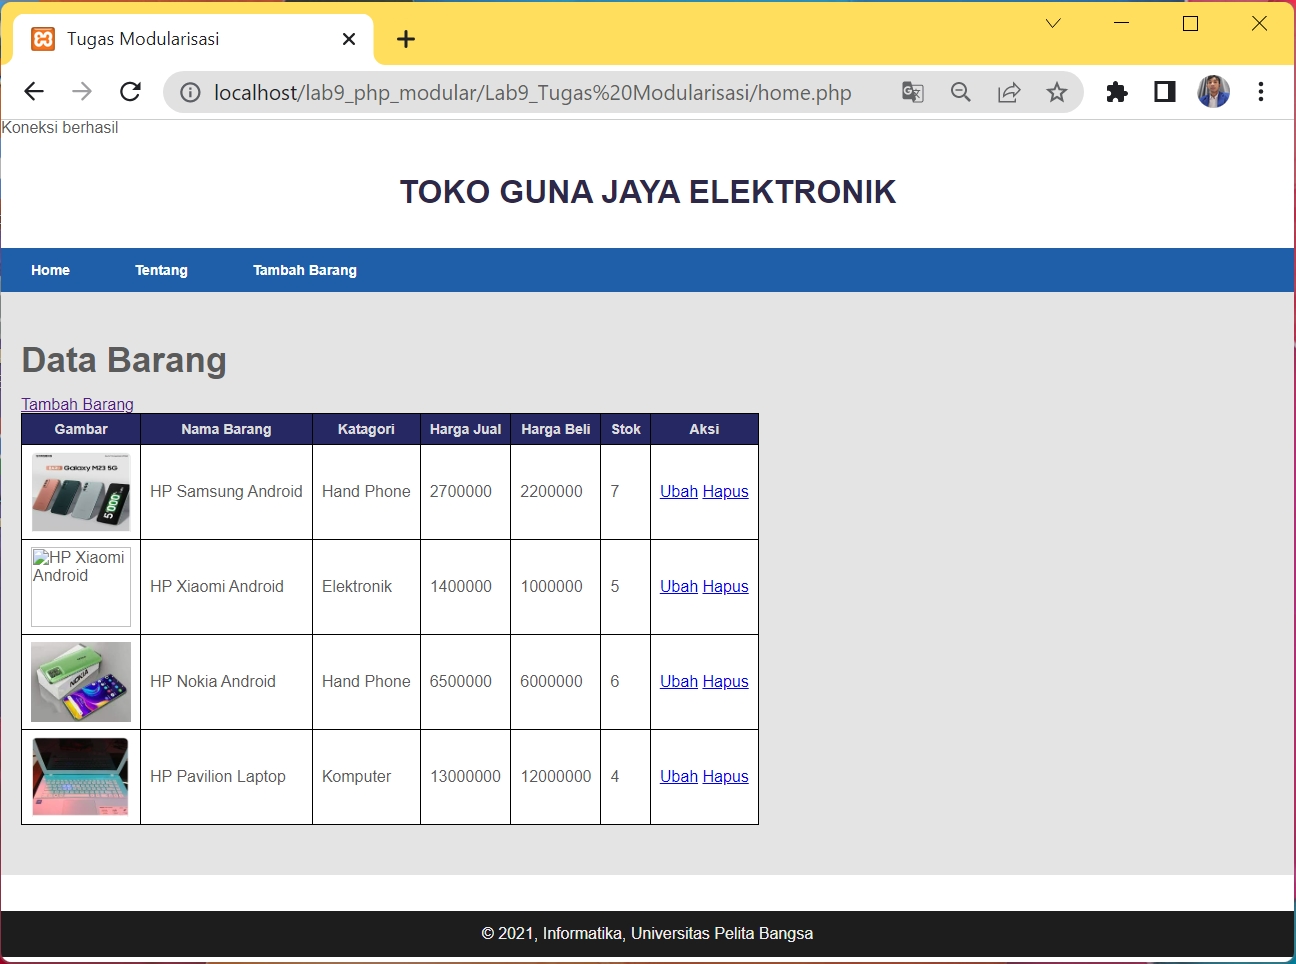 Tugas Modularisasi
localhost/lab9_php_modular/Lab9_Tugas%20Modularisasi/home.php
Koneksi berhasil
TOKO GUNA JAYA ELEKTRONIK
Home Tentang Tambah Barang
Data Barang
Tambah Barang
Gambar Nama Barang Katagori Harga Jual Harga Beli Stok Aksi
Galaxy M23 5G
5000
HP Samsung Android Hand Phone 2700000 2200000 7 Ubah Hapus
HP Xiaomi
Android
HP Xiaomi Android Elektronik 1400000 1000000 5 Ubah Hapus
NOKIA
HP Nokia Android Hand Phone 6500000 6000000 6 Ubah Hapus
HP Pavilion Laptop Komputer 13000000 12000000 4 Ubah Hapus
© 2021, Informatika, Universitas Pelita Bangsa